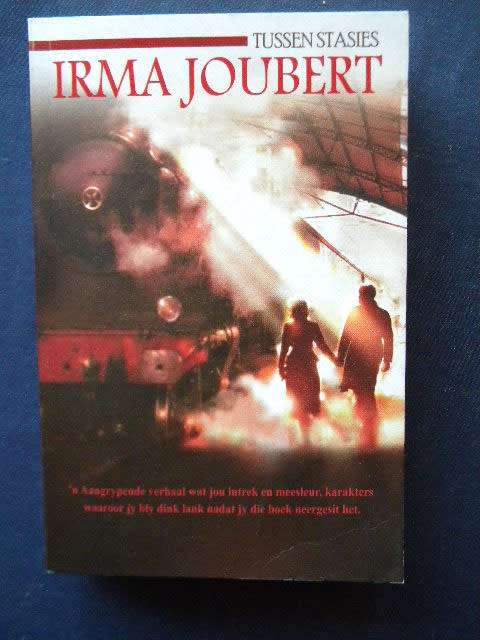 TUSSEN STASIES
IRMA JOUBERT
'n Aangrypende verhaal wat jou intrek en meesleur, karakters
waaroor jy bly dink lank nadat jy die boek neergesit het.